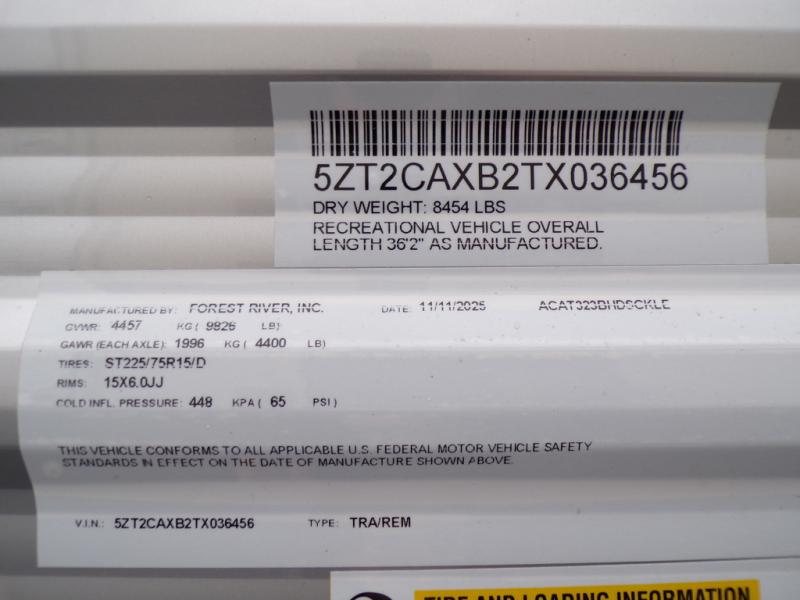 5ZT2CAXB2TX036456
DRY WEIGHT: 8454 LBS
RECREATIONAL VEHICLE OVERALL
LENGTH 36'2" AS MANUFACTURED.
MANUFACTURED BY: FOREST RIVER, INC. DATE: 11/11/2025 ACAT323BHDSCKLE
GVWR: 4457 KG ( 9826 LB)
GAWR (EACH AXLE): 1996 KG ( 4400 LB)
TIRES: ST225/75R15/D
RIMS: 15X6.0JJ
COLD INFL. PRESSURE: 448 KPA ( 65 PSI )
THIS VEHICLE CONFORMS TO ALL APPLICABLE U.S. FEDERAL MOTOR VEHICLE SAFETY
STANDARDS IN EFFECT ON THE DATE OF MANUFACTURE SHOWN ABOVE.
V.I.N.: 5ZT2CAXB2TX036456 TYPE: TRA/REM
TIRE AND LOADING INFORMATION